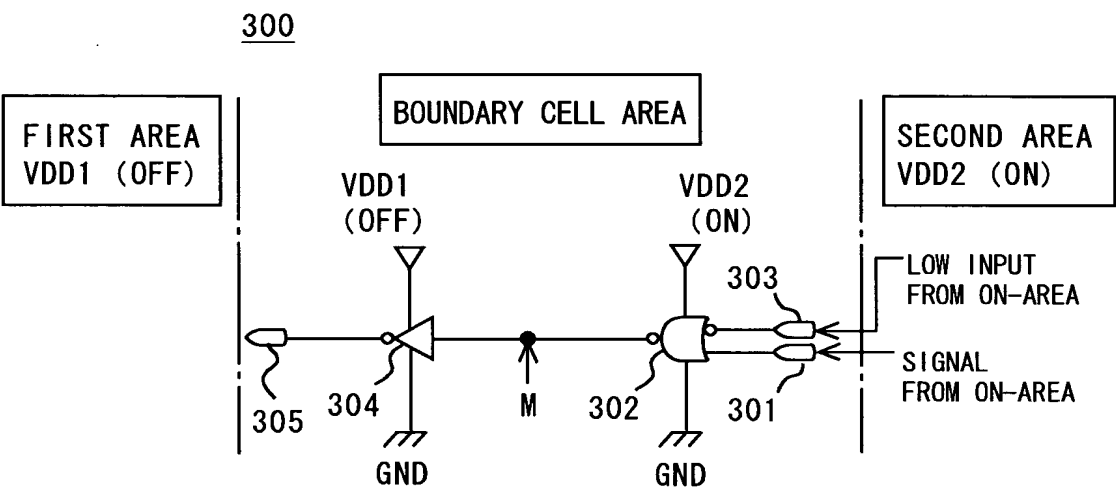 300
FIRST AREA
VDD1 (OFF)
BOUNDARY CELL AREA
SECOND AREA
VDD2 (ON)
VDD1
(OFF)
VDD2
(ON)
303
LOW INPUT
FROM ON-AREA
305
304
M
302
301
SIGNAL
FROM ON-AREA
GND
GND